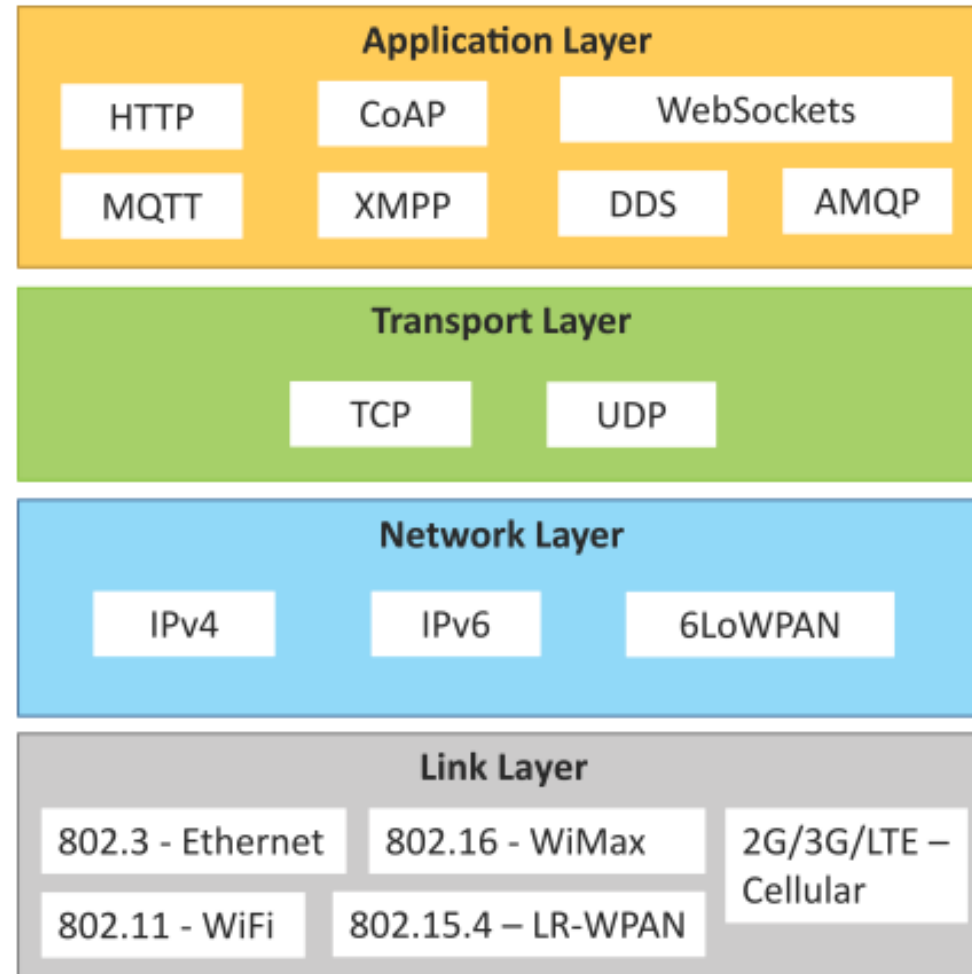 Application Layer
HTTP
CoAP
WebSockets
MQTT
XMPP
DDS
AMQP
Transport Layer
TCP
UDP
Network Layer
IPv4
IPv6
6LoWPAN
Link Layer
802.3 - Ethernet
802.16 - WiMax
2G/3G/LTE –
Cellular
802.11 - WiFi
802.15.4 – LR-WPAN